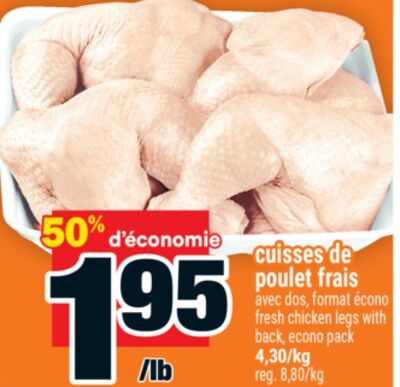 50% d'économie
1.95
/lb
cuisses de
poulet frais
avec dos, format écono
fresh chicken legs with
back, econo pack
4,30/kg
reg. 8,80/kg